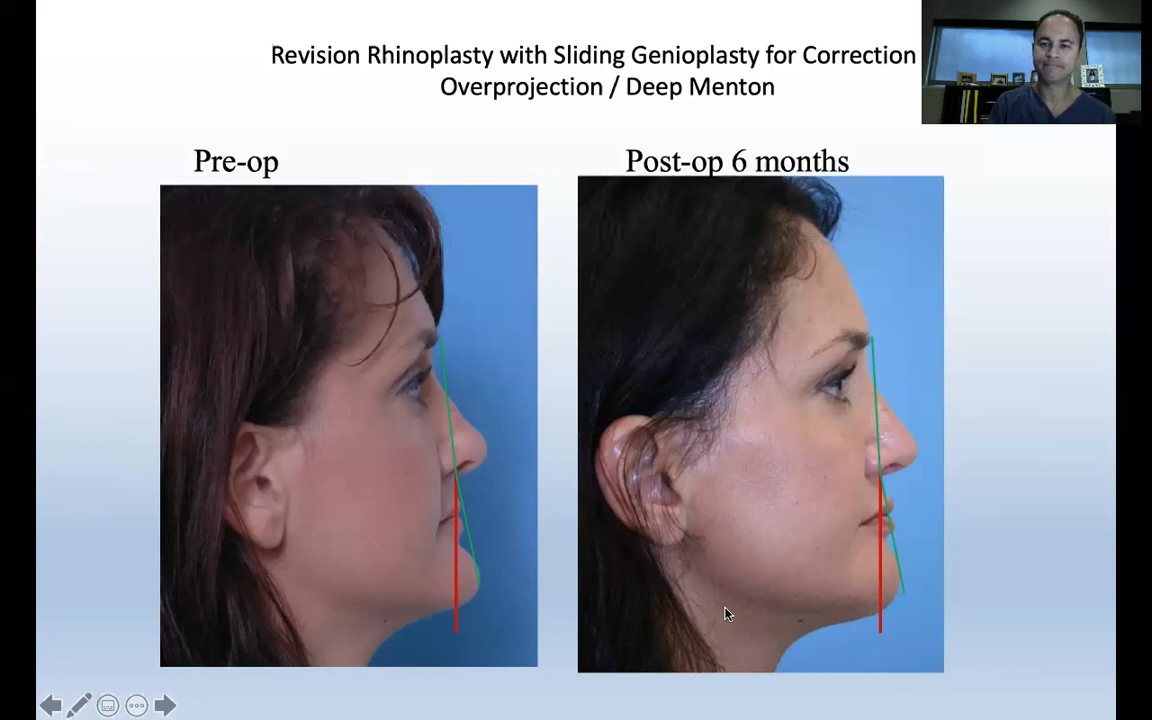 Revision Rhinoplasty with Sliding Genioplasty for Correction
Overprojection / Deep Menton
Pre-op
Post-op 6 months